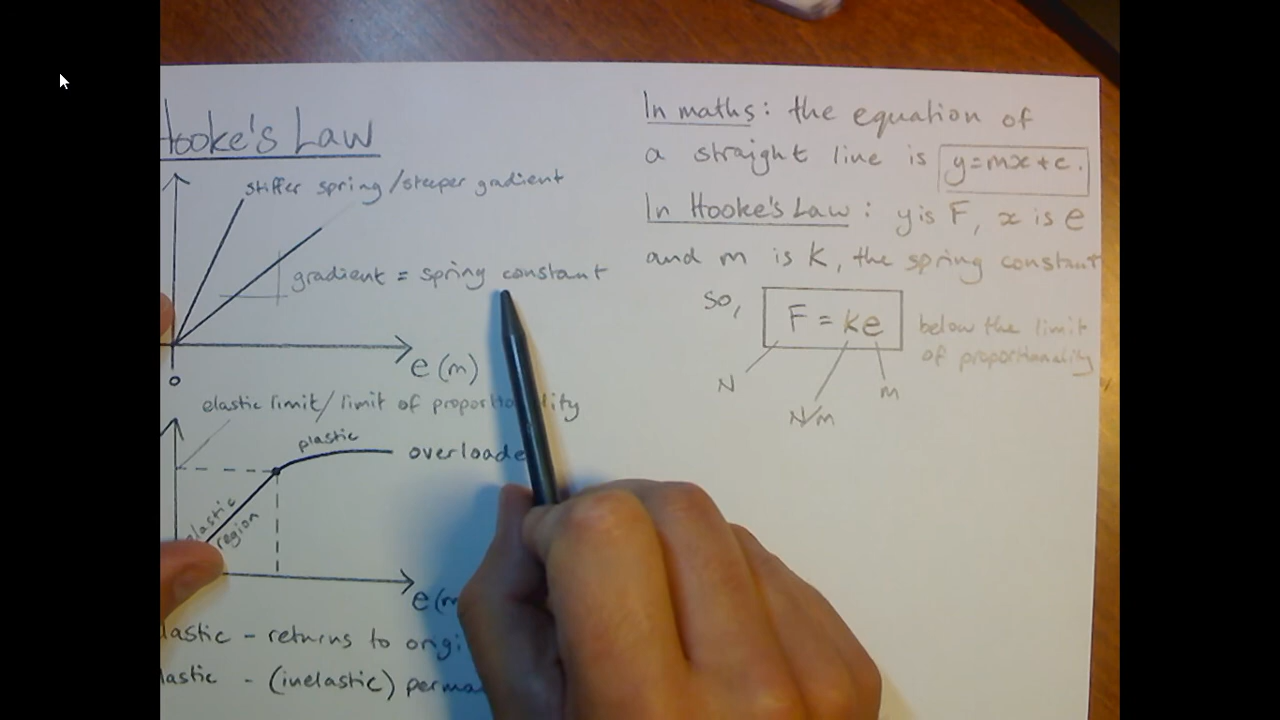 Hooke's Law
stiffer spring / steeper gradient
gradient = spring constant
e (m)
0
elastic limit / limit of proportionality
plastic
overloade
elastic
region
e (m
lastic - returns to origi
lastic - (inelastic) perma
In maths: the equation of
a straight line is y=mx+c.
In Hooke's Law: y is F, x is e
and m is k, the spring constant
so, F = ke below the limit
of proportionality
N
N/m
m